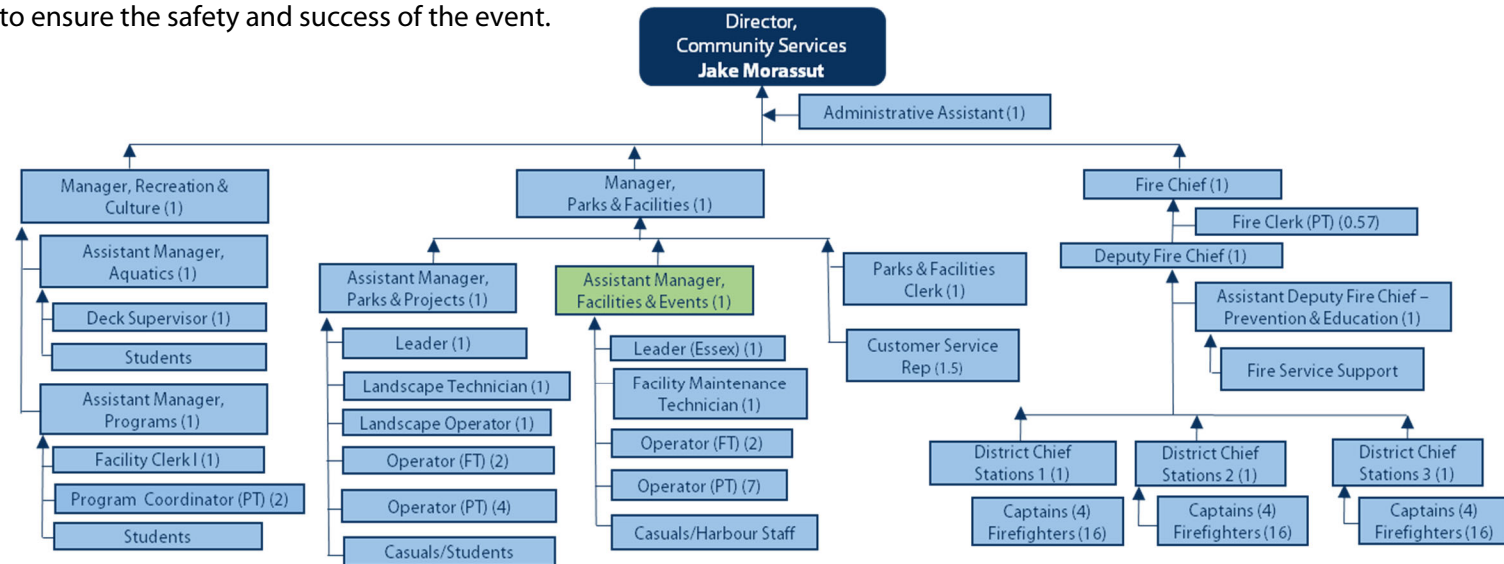 to ensure the safety and success of the event.
Director,
Community Services
Jake Morassut
Administrative Assistant (1)
Manager, Recreation &
Culture (1)
Assistant Manager,
Aquatics (1)
Deck Supervisor (1)
Students
Assistant Manager,
Programs (1)
Facility Clerk I (1)
Program Coordinator (PT) (2)
Students
Manager,
Parks & Facilities (1)
Assistant Manager,
Parks & Projects (1)
Leader (1)
Landscape Technician (1)
Landscape Operator (1)
Operator (FT) (2)
Operator (PT) (4)
Casuals/Students
Assistant Manager,
Facilities & Events (1)
Leader (Essex) (1)
Facility Maintenance
Technician (1)
Operator (FT) (2)
Operator (PT) (7)
Casuals/Harbour Staff
Parks & Facilities
Clerk (1)
Customer Service
Rep (1.5)
Fire Chief (1)
Fire Clerk (PT) (0.57)
Deputy Fire Chief (1)
Assistant Deputy Fire Chief –
Prevention & Education (1)
Fire Service Support
District Chief
Stations 1 (1)
Captains (4)
Firefighters (16)
District Chief
Stations 2 (1)
Captains (4)
Firefighters (16)
District Chief
Stations 3 (1)
Captains (4)
Firefighters (16)